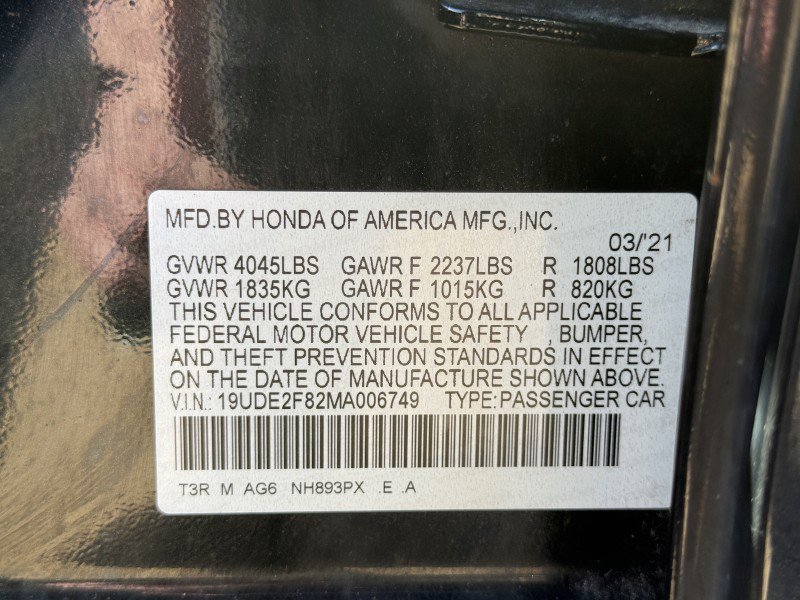 MFD.BY HONDA OF AMERICA MFG.,INC.
03/'21
GVWR 4045LBS GAWR F 2237LBS R 1808LBS
GVWR 1835KG GAWR F 1015KG R 820KG
THIS VEHICLE CONFORMS TO ALL APPLICABLE
FEDERAL MOTOR VEHICLE SAFETY , BUMPER,
AND THEFT PREVENTION STANDARDS IN EFFECT
ON THE DATE OF MANUFACTURE SHOWN ABOVE.
V.I.N.: 19UDE2F82MA006749 TYPE:PASSENGER CAR
T3R M AG6 NH893PX .E .A